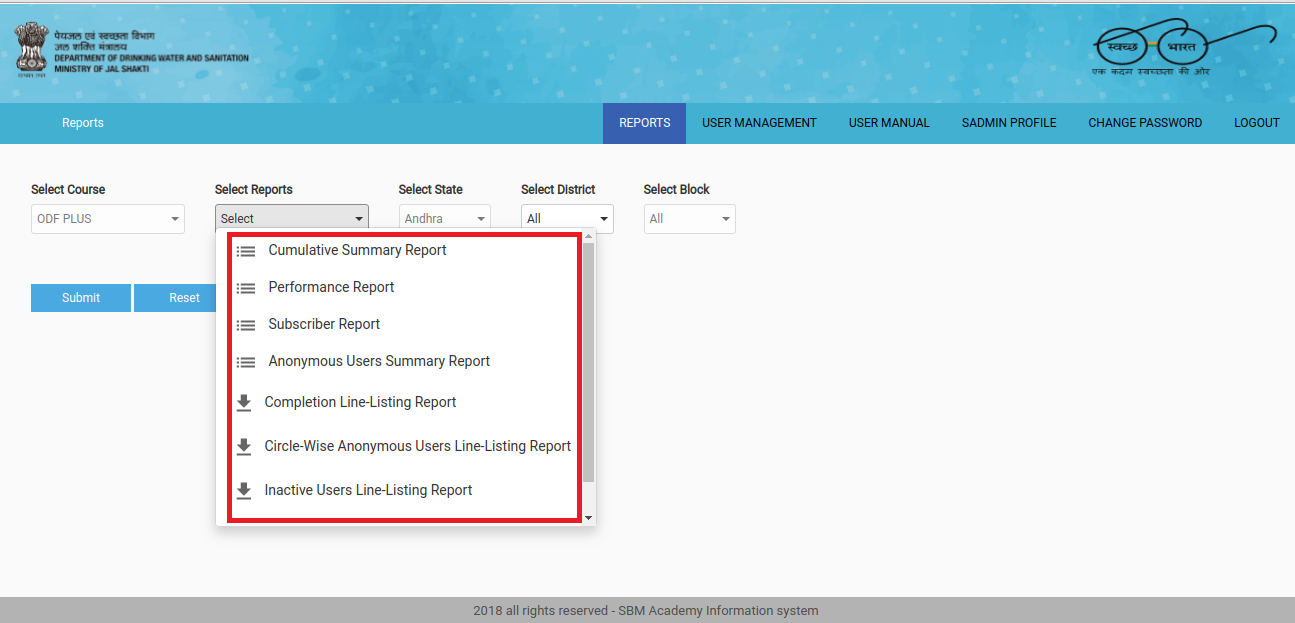 पेयजल एवं स्वच्छता विभाग
जल शक्ति मंत्रालय
DEPARTMENT OF DRINKING WATER AND SANITATION
MINISTRY OF JAL SHAKTI
सत्यमेव जयते
स्वच्छ भारत
एक कदम स्वच्छता की ओर
Reports
REPORTS USER MANAGEMENT USER MANUAL SADMIN PROFILE CHANGE PASSWORD LOGOUT
Select Course Select Reports Select State Select District Select Block
ODF PLUS Select Andhra All All
Cumulative Summary Report
Performance Report
Subscriber Report
Anonymous Users Summary Report
Completion Line-Listing Report
Circle-Wise Anonymous Users Line-Listing Report
Inactive Users Line-Listing Report
Submit Reset
2018 all rights reserved - SBM Academy Information system